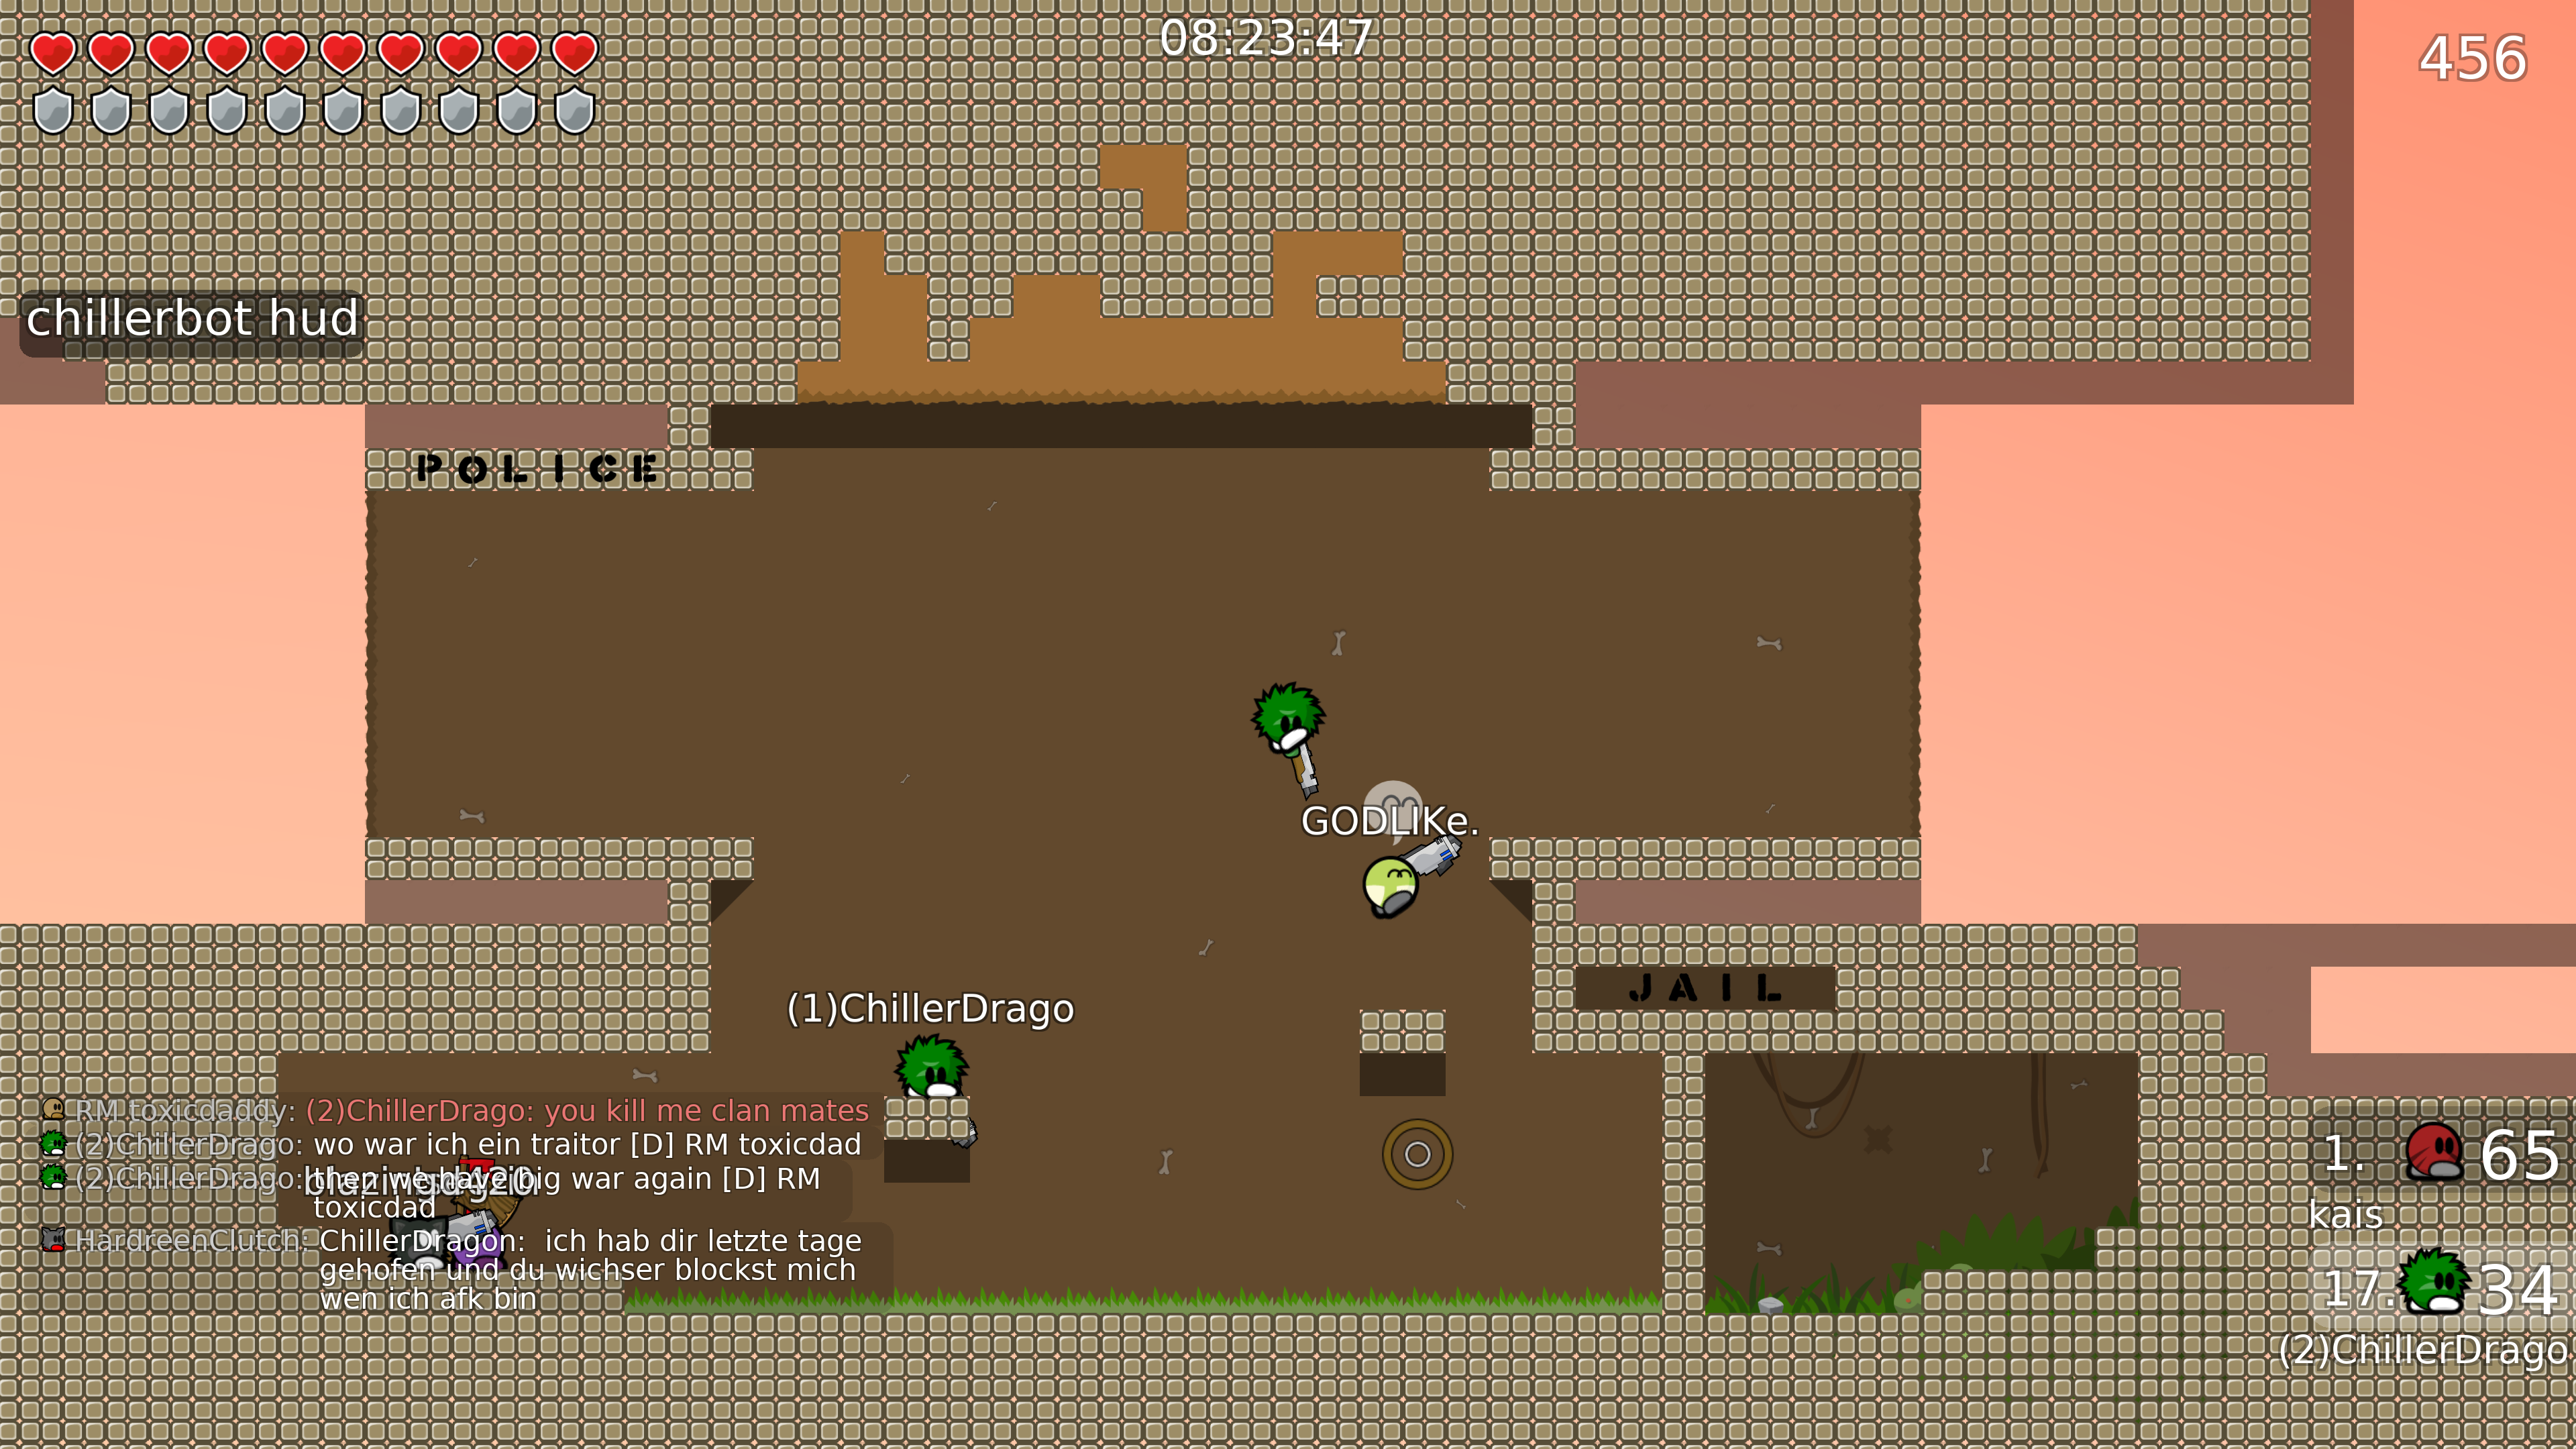 08:23:47
456
chillerbot hud
POLICE
GODLIKe.
JAIL
(1)ChillerDrago
RM toxicdaddy: (2)ChillerDrago: you kill me clan mates
(2)ChillerDrago: wo war ich ein traitor [D] RM toxicdad
(2)ChillerDrago: then we have big war again [D] RM
toxicdad
HardreenClutch: ChillerDragon: ich hab dir letzte tage
gehofen und du wichser blockst mich
wen ich afk bin
1. 65
kais
17. 34
(2)ChillerDrago